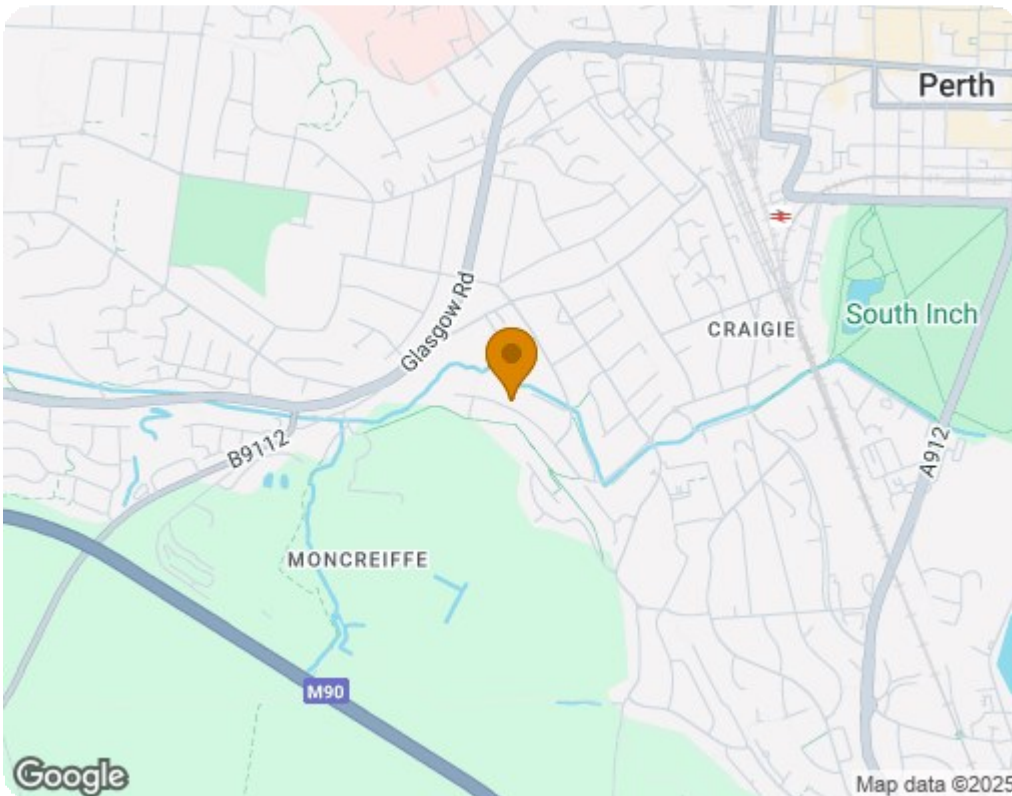 Perth
Glasgow Rd
South Inch
CRAIGIE
B9112
A912
MONCREIFFE
M90
Google
Map data ©2025